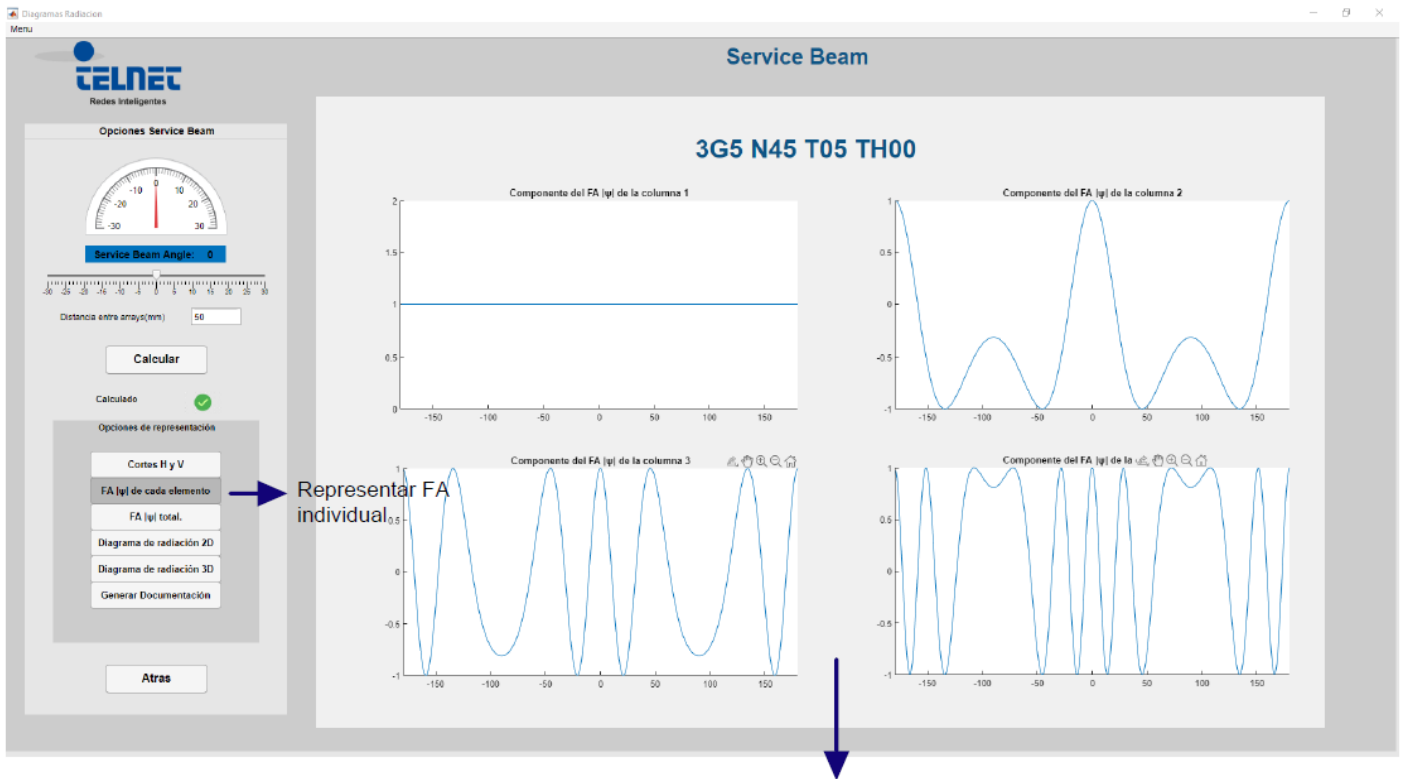 Diagramas Radiacion
Menu
TELNET
Redes Inteligentes
Service Beam
Opciones Service Beam
-30 -20 -10 0 10 20 30
Service Beam Angle: 0
-30 -25 -20 -15 -10 -5 0 5 10 15 20 25 30
Distancia entre arrays(mm) 50
Calcular
Calculado
Opciones de representación
Cortes H y V
FA |ψ| de cada elemento
FA |ψ| total.
Diagrama de radiación 2D
Diagrama de radiación 3D
Generar Documentación
Atras
Representar FA
individual.
3G5 N45 T05 TH00
Componente del FA |ψ| de la columna 1
2
1.5
1
0.5
0
-150 -100 -50 0 50 100 150
Componente del FA |ψ| de la columna 2
1
0.5
0
-0.5
-1
-150 -100 -50 0 50 100 150
Componente del FA |ψ| de la columna 3
1
0.5
0
-0.5
-1
-150 -100 -50 0 50 100 150
Componente del FA |ψ| de la
1
0.5
0
-0.5
-1
-150 -100 -50 0 50 100 150